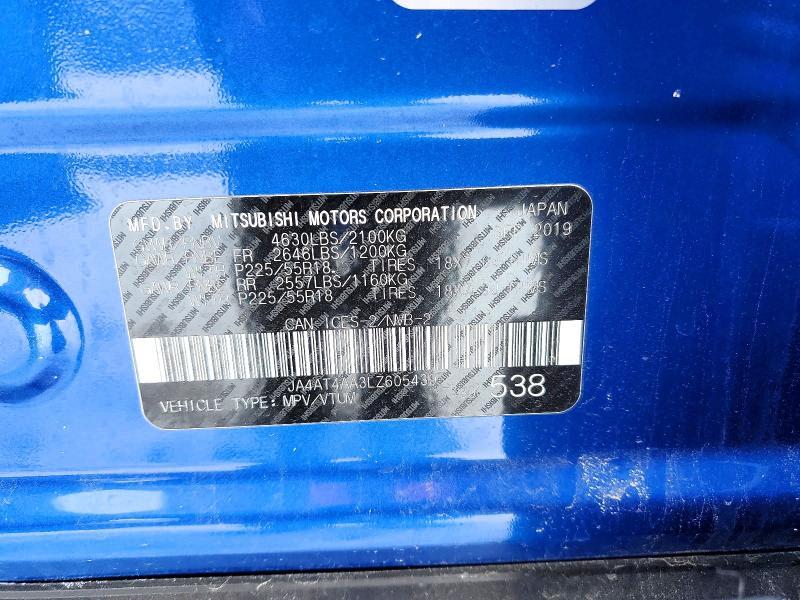 MFD.BY MITSUBISHI MOTORS CORPORATION JAPAN
4630LBS/2100KG 2019
FR 2646LBS/1200KG
P225/55R18 TIRES
RR 2557LBS/1160KG
P225/55R18 TIRES
CAN ICES-2/NMB-2
538
VEHICLE TYPE: MPV/VTUM